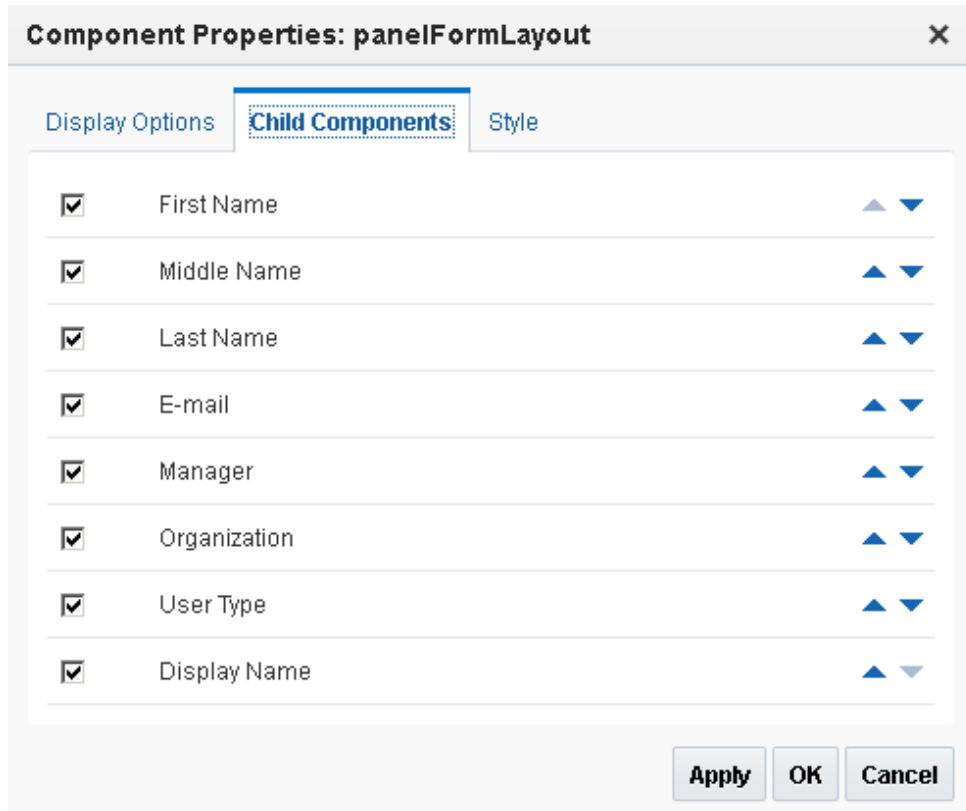 Component Properties: panelFormLayout
Display Options Child Components Style
First Name
Middle Name
Last Name
E-mail
Manager
Organization
User Type
Display Name
Apply OK Cancel